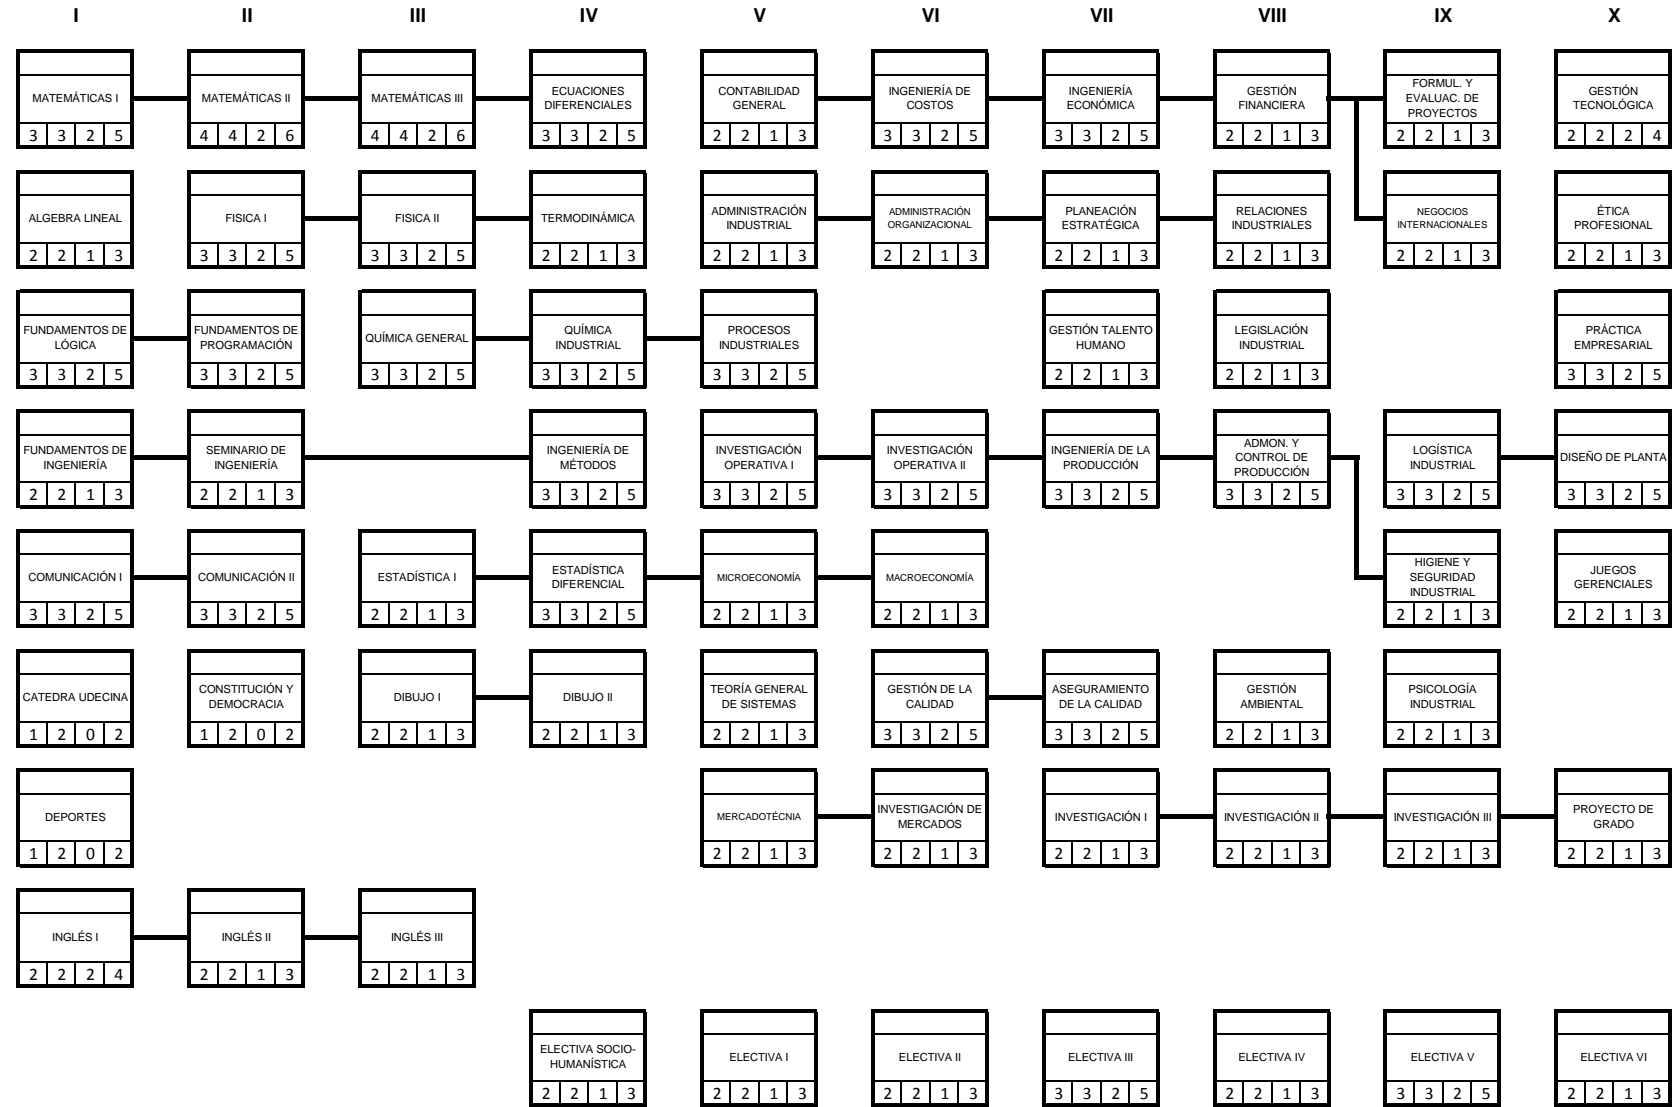 I II III IV V VI VII VIII IX X
MATEMÁTICAS I
3 3 2 5
MATEMÁTICAS II
4 4 2 6
MATEMÁTICAS III
4 4 2 6
ECUACIONES
DIFERENCIALES
3 3 2 5
CONTABILIDAD
GENERAL
2 2 1 3
INGENIERÍA DE
COSTOS
3 3 2 5
INGENIERÍA
ECONÓMICA
3 3 2 5
GESTIÓN
FINANCIERA
2 2 1 3
FORMUL. Y
EVALUAC. DE
PROYECTOS
2 2 1 3
GESTIÓN
TECNOLÓGICA
2 2 2 4
ALGEBRA LINEAL
2 2 1 3
FISICA I
3 3 2 5
FISICA II
3 3 2 5
TERMODINÁMICA
2 2 1 3
ADMINISTRACIÓN
INDUSTRIAL
2 2 1 3
ADMINISTRACIÓN
ORGANIZACIONAL
2 2 1 3
PLANEACIÓN
ESTRATÉGICA
2 2 1 3
RELACIONES
INDUSTRIALES
2 2 1 3
NEGOCIOS
INTERNACIONALES
2 2 1 3
ÉTICA
PROFESIONAL
2 2 1 3
FUNDAMENTOS DE
LÓGICA
3 3 2 5
FUNDAMENTOS DE
PROGRAMACIÓN
3 3 2 5
QUÍMICA GENERAL
3 3 2 5
QUÍMICA
INDUSTRIAL
3 3 2 5
PROCESOS
INDUSTRIALES
3 3 2 5
GESTIÓN TALENTO
HUMANO
2 2 1 3
LEGISLACIÓN
INDUSTRIAL
2 2 1 3
PRÁCTICA
EMPRESARIAL
3 3 2 5
FUNDAMENTOS DE
INGENIERÍA
2 2 1 3
SEMINARIO DE
INGENIERÍA
2 2 1 3
INGENIERÍA DE
MÉTODOS
3 3 2 5
INVESTIGACIÓN
OPERATIVA I
3 3 2 5
INVESTIGACIÓN
OPERATIVA II
3 3 2 5
INGENIERÍA DE LA
PRODUCCIÓN
3 3 2 5
ADMON. Y
CONTROL DE
PRODUCCIÓN
3 3 2 5
LOGÍSTICA
INDUSTRIAL
3 3 2 5
DISEÑO DE PLANTA
3 3 2 5
COMUNICACIÓN I
3 3 2 5
COMUNICACIÓN II
3 3 2 5
ESTADÍSTICA I
2 2 1 3
ESTADÍSTICA
DIFERENCIAL
3 3 2 5
MICROECONOMÍA
2 2 1 3
MACROECONOMÍA
2 2 1 3
HIGIENE Y
SEGURIDAD
INDUSTRIAL
2 2 1 3
JUEGOS
GERENCIALES
2 2 1 3
CATEDRA UDECINA
1 2 0 2
CONSTITUCIÓN Y
DEMOCRACIA
1 2 0 2
DIBUJO I
2 2 1 3
DIBUJO II
2 2 1 3
TEORÍA GENERAL
DE SISTEMAS
2 2 1 3
GESTIÓN DE LA
CALIDAD
3 3 2 5
ASEGURAMIENTO
DE LA CALIDAD
3 3 2 5
GESTIÓN
AMBIENTAL
2 2 1 3
PSICOLOGÍA
INDUSTRIAL
2 2 1 3
DEPORTES
1 2 0 2
MERCADOTÉCNIA
2 2 1 3
INVESTIGACIÓN DE
MERCADOS
2 2 1 3
INVESTIGACIÓN I
2 2 1 3
INVESTIGACIÓN II
2 2 1 3
INVESTIGACIÓN III
2 2 1 3
PROYECTO DE
GRADO
2 2 1 3
INGLÉS I
2 2 2 4
INGLÉS II
2 2 1 3
INGLÉS III
2 2 1 3
ELECTIVA SOCIO-
HUMANÍSTICA
2 2 1 3
ELECTIVA I
2 2 1 3
ELECTIVA II
2 2 1 3
ELECTIVA III
3 3 2 5
ELECTIVA IV
2 2 1 3
ELECTIVA V
3 3 2 5
ELECTIVA VI
2 2 1 3